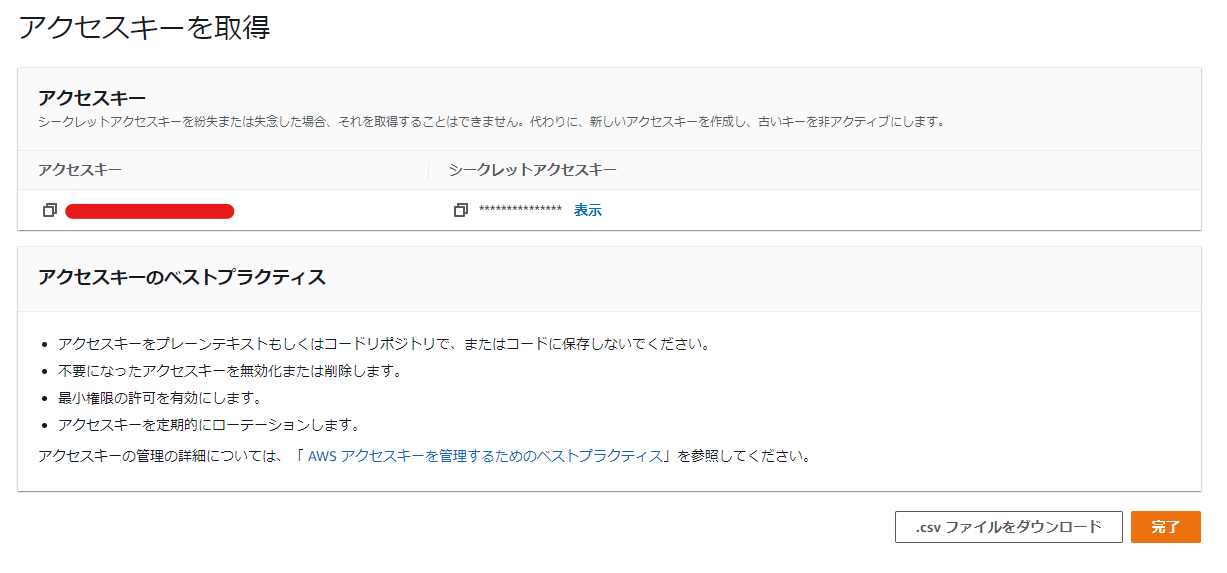 アクセスキーを取得
アクセスキー
シークレットアクセスキーを紛失または失念した場合、それを取得することはできません。代わりに、新しいアクセスキーを作成し、古いキーを非アクティブにします。
アクセスキー
シークレットアクセスキー
*************** 表示
アクセスキーのベストプラクティス
アクセスキーをプレーンテキストもしくはコードリポジトリで、またはコードに保存しないでください。
不要になったアクセスキーを無効化または削除します。
最小権限の許可を有効にします。
アクセスキーを定期的にローテーションします。
アクセスキーの管理の詳細については、「 AWS アクセスキーを管理するためのベストプラクティス」を参照してください。
.csv ファイルをダウンロード
完了